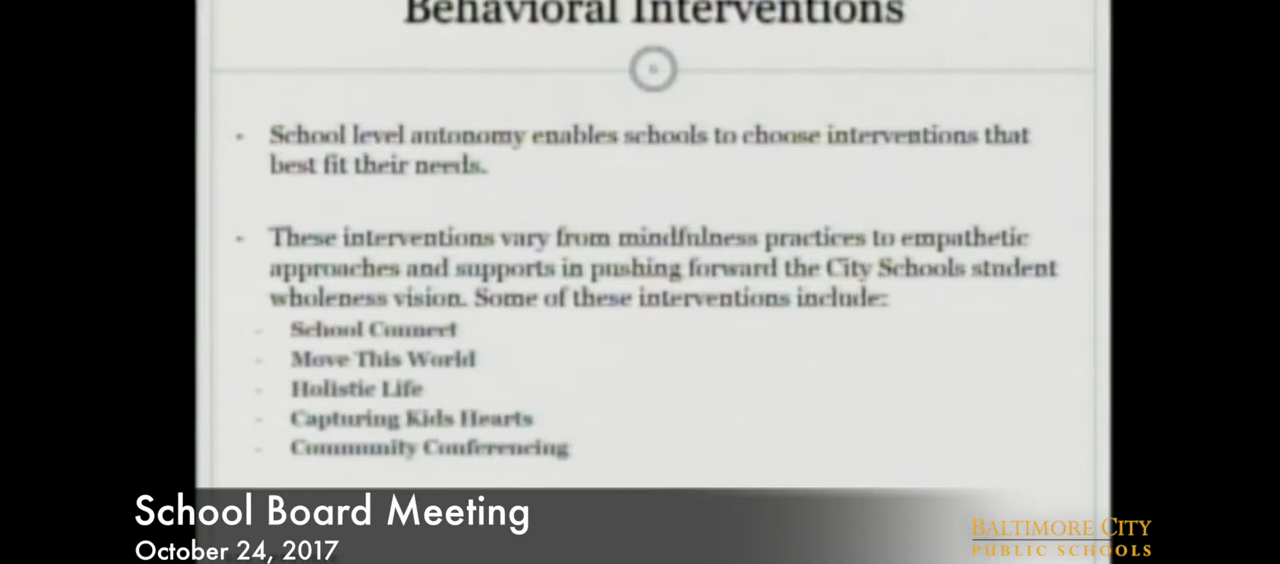 Behavioral Interventions
• School level autonomy enables schools to choose interventions that
best fit their needs.
• These interventions vary from mindfulness practices to empathetic
approaches and supports in pushing forward the City Schools student
wholeness vision. Some of these interventions include:
- School Connect
- Move This World
- Holistic Life
- Capturing Kids Hearts
- Community Conferencing
School Board Meeting
October 24, 2017
BALTIMORE CITY
PUBLIC SCHOOLS